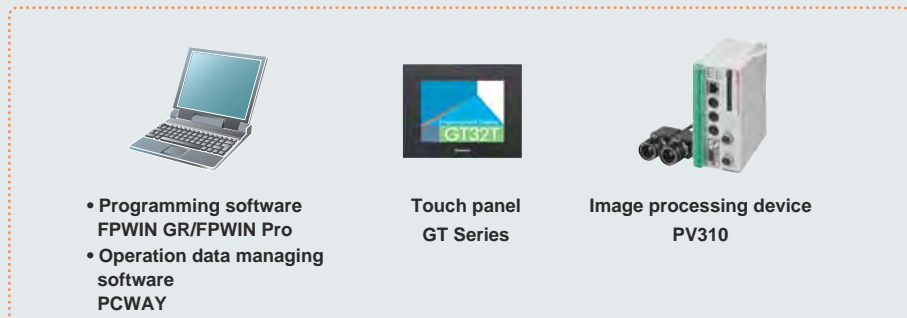 GT32T
• Programming software
FPWIN GR/FPWIN Pro
• Operation data managing
software
PCWAY
Touch panel
GT Series
Image processing device
PV310